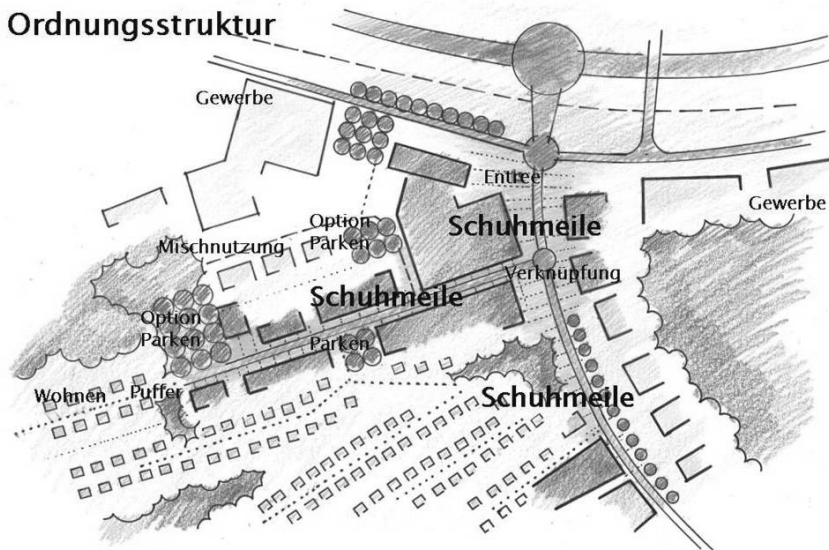 Ordnungsstruktur
Gewerbe
Entree
Gewerbe
Option
Parken
Schuhmeile
Mischnutzung
Verknüpfung
Schuhmeile
Option
Parken
Parken
Wohnen
Puffer
Schuhmeile